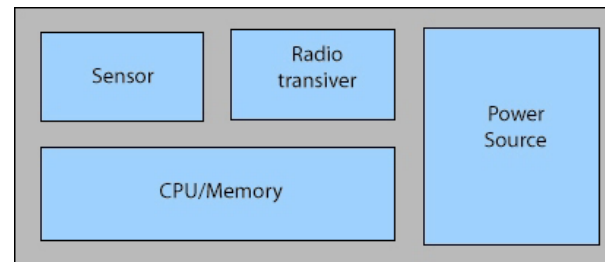 Sensor
Radio
transiver
Power
Source
CPU/Memory